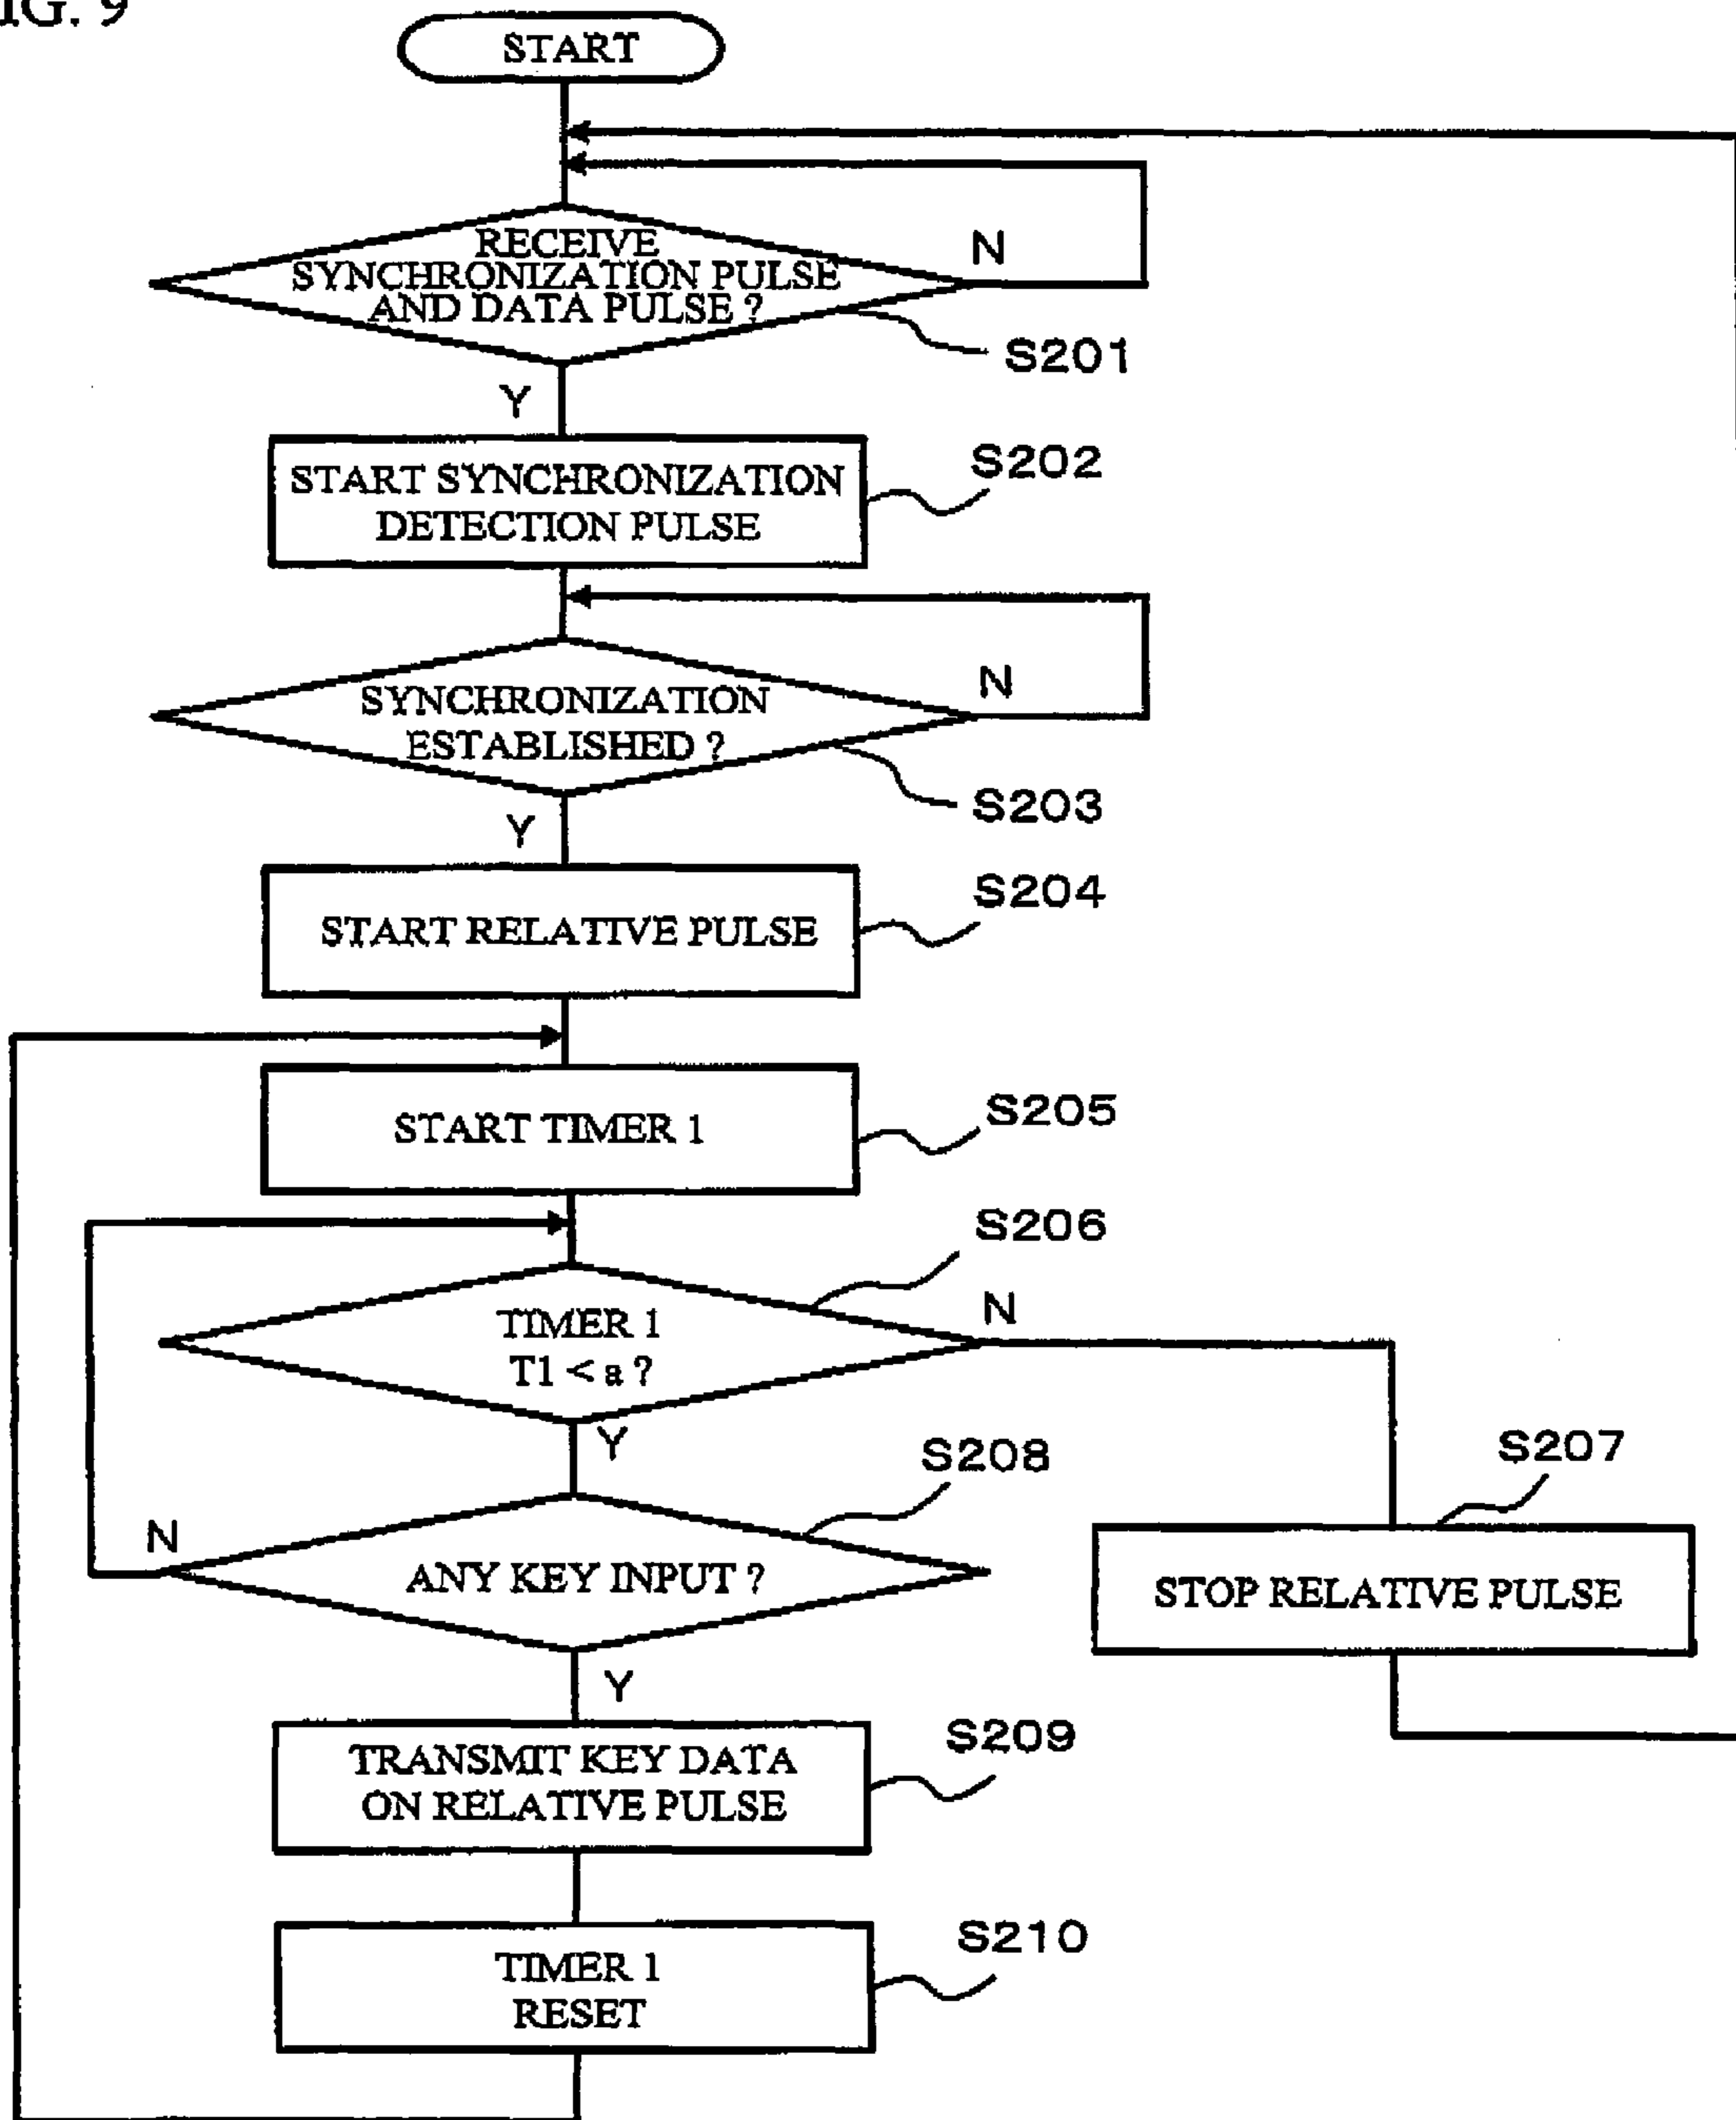 FIG. 9
START
RECEIVE
SYNCHRONIZATION PULSE
AND DATA PULSE ?
N
S201
Y
START SYNCHRONIZATION
DETECTION PULSE
S202
SYNCHRONIZATION
ESTABLISHED ?
N
S203
Y
START RELATIVE PULSE
S204
START TIMER 1
S205
S206
TIMER 1
T1 < a ?
N
Y
S207
STOP RELATIVE PULSE
S208
N
ANY KEY INPUT ?
Y
TRANSMIT KEY DATA
ON RELATIVE PULSE
S209
TIMER 1
RESET
S210